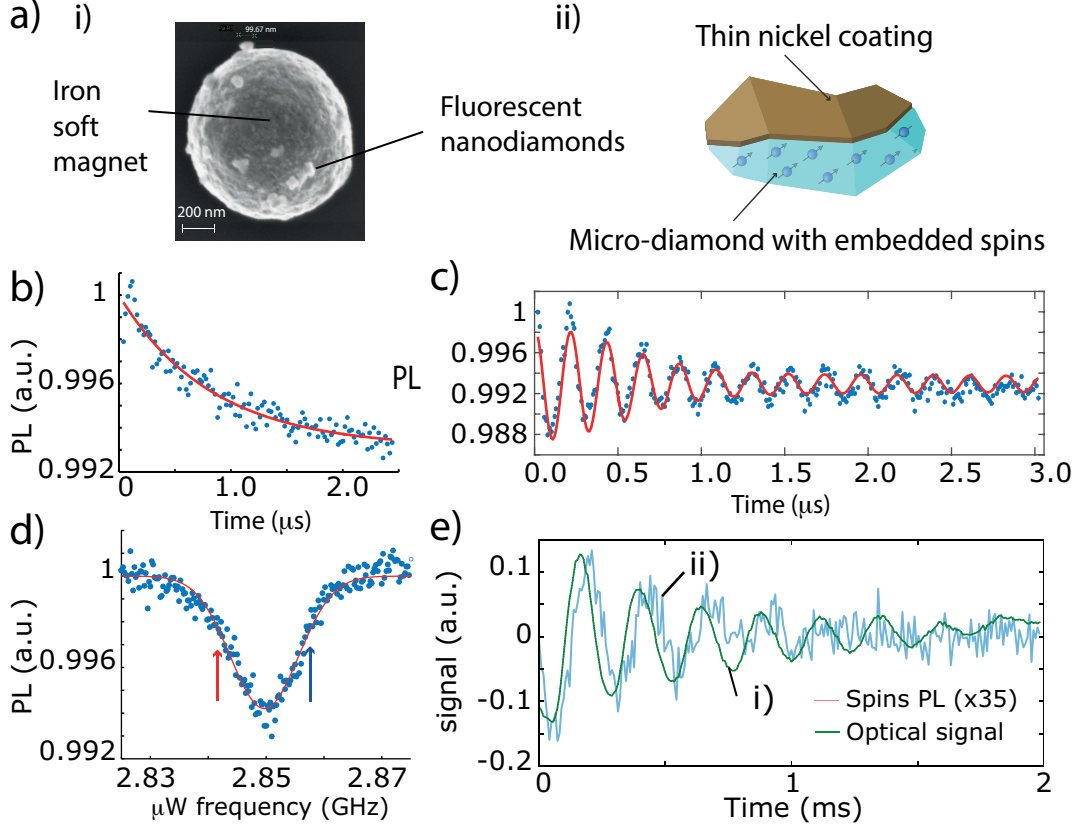 a)
i)
ii)
99.67 nm
Thin nickel coating
Iron
soft
magnet
Fluorescent
nanodiamonds
200 nm
Micro-diamond with embedded spins
b)
1
0.996
0.992
PL (a.u.)
0
1.0
2.0
Time (μs)
c)
PL
1
0.996
0.992
0.988
0
0.5
1.0
1.5
2.0
2.5
3.0
Time (μs)
d)
1
0.996
0.992
PL (a.u.)
2.83
2.85
2.87
μW frequency (GHz)
e)
0.1
0
-0.1
-0.2
signal (a.u.)
ii)
i)
Spins PL (x35)
Optical signal
0
1
2
Time (ms)